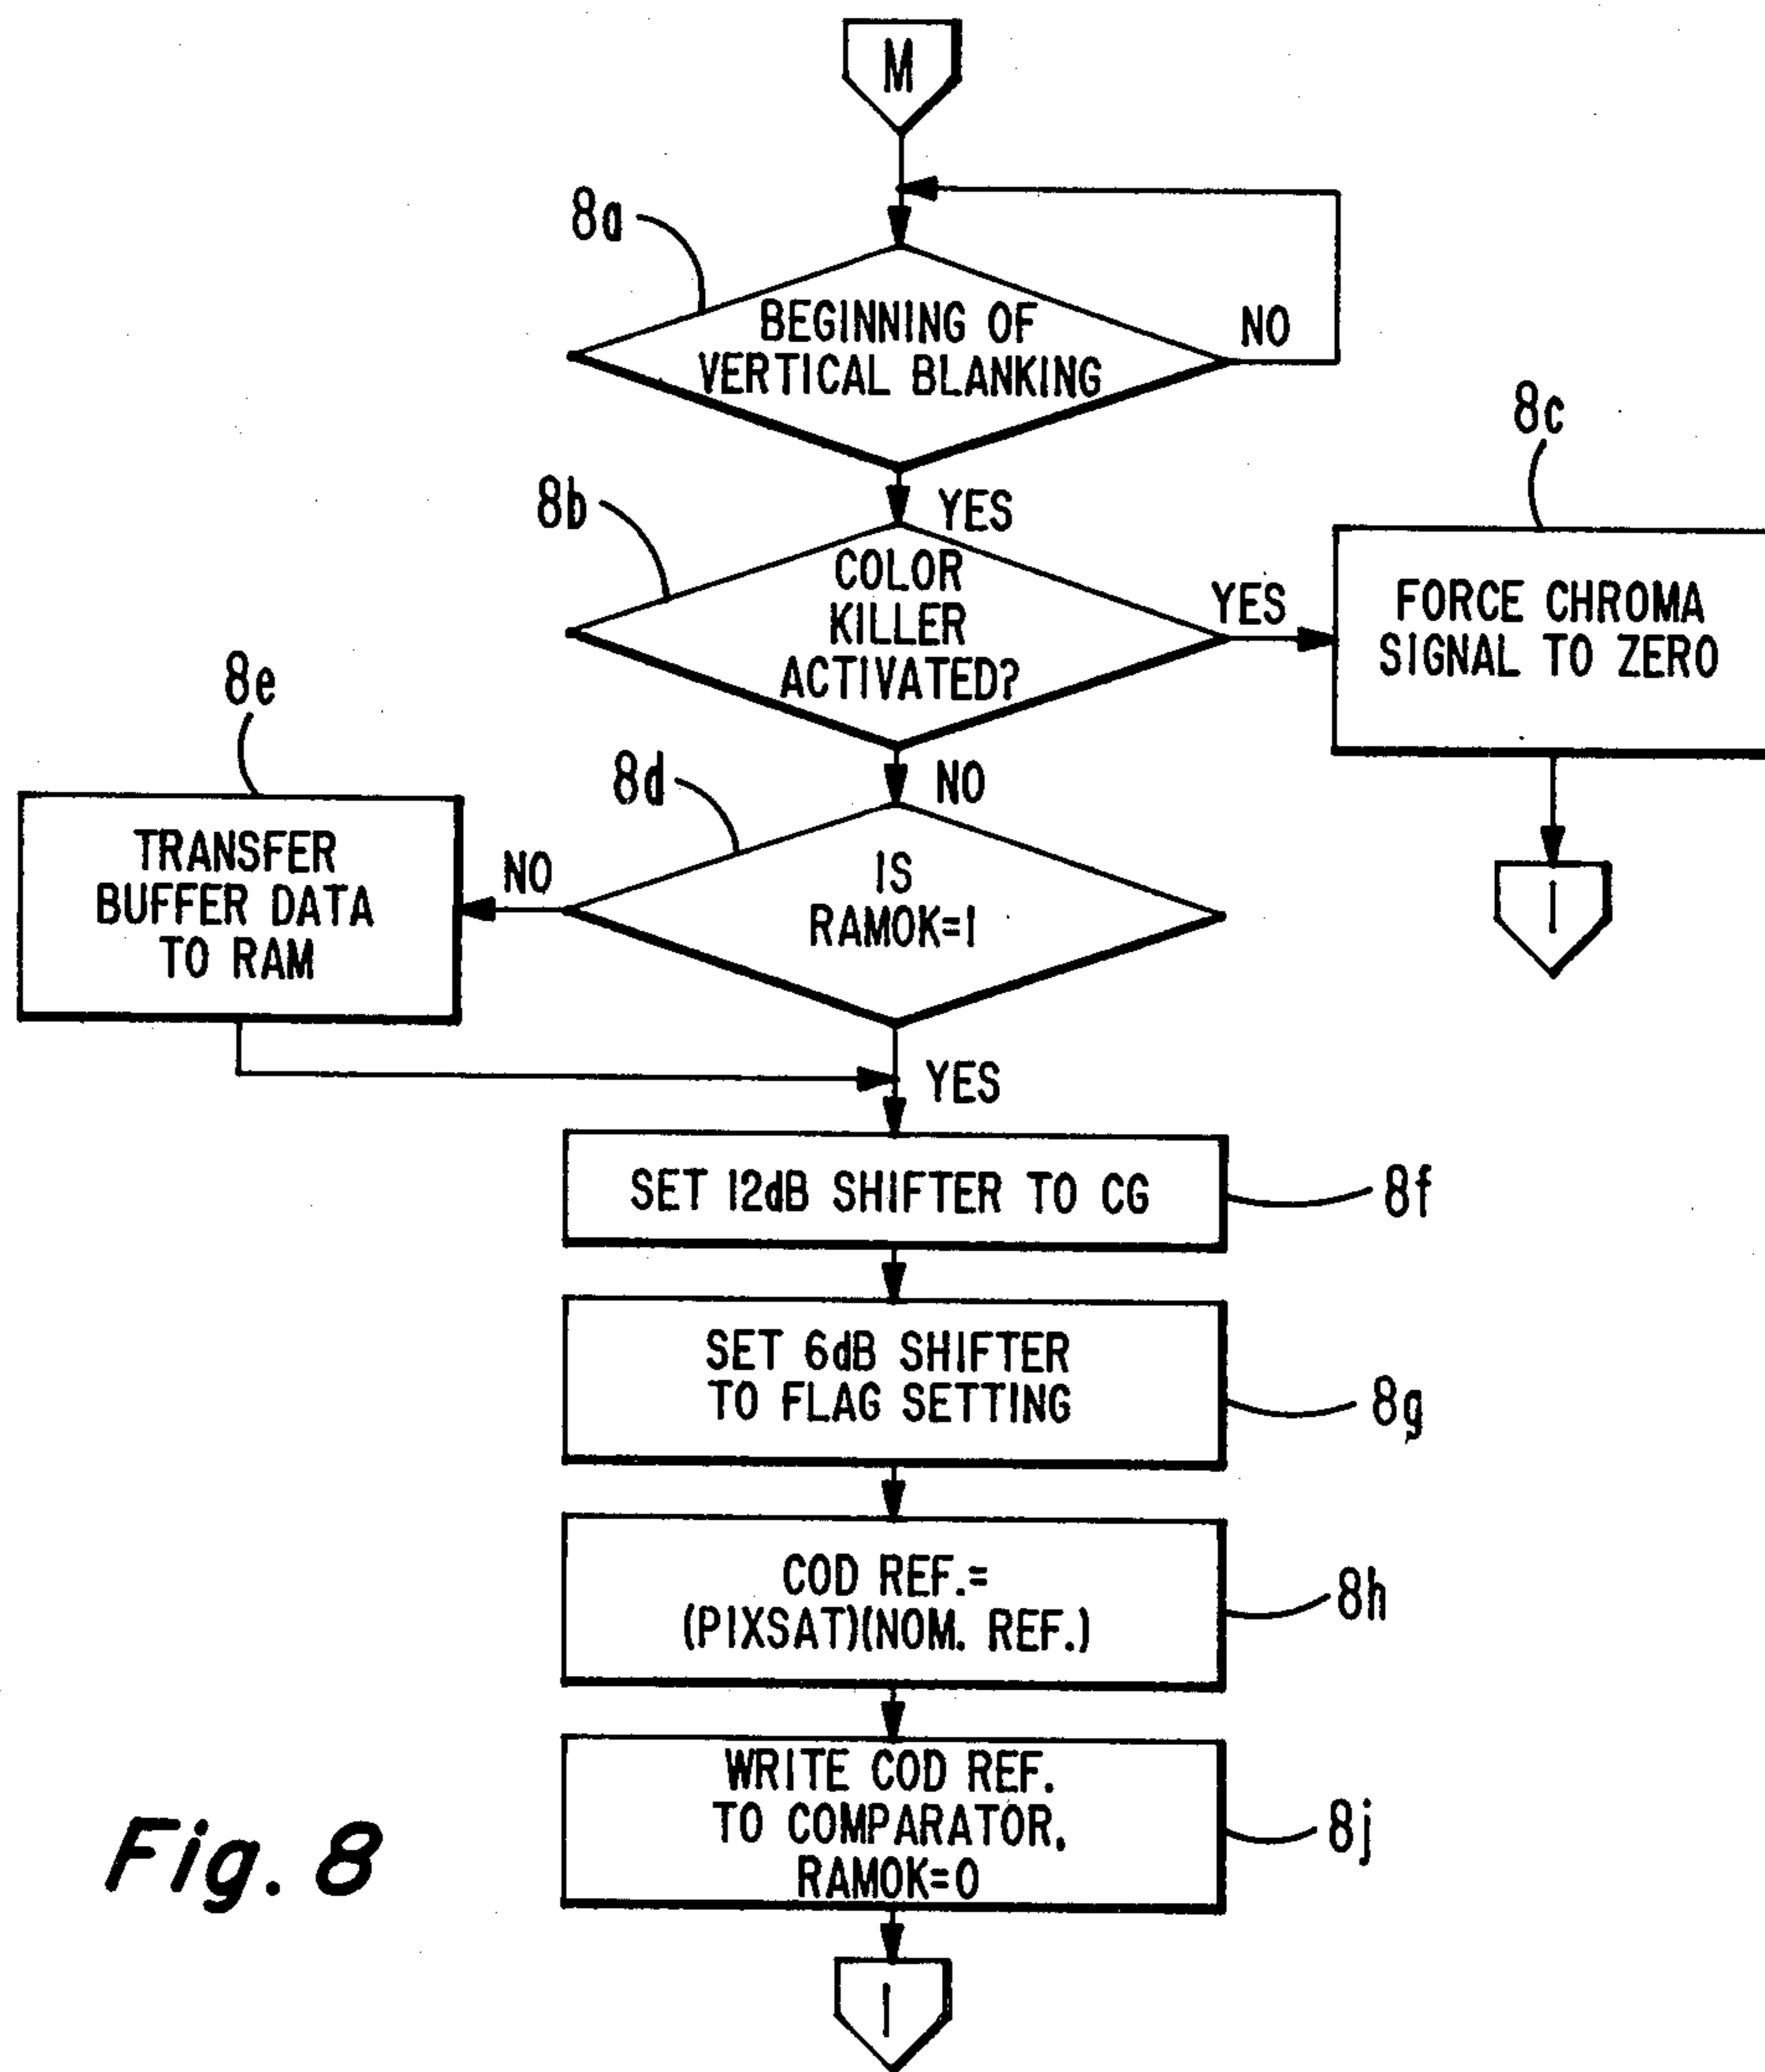 M
8a
BEGINNING OF
VERTICAL BLANKING
NO
YES
8b
COLOR
KILLER
ACTIVATED?
YES
8c
FORCE CHROMA
SIGNAL TO ZERO
I
NO
8d
IS
RAMOK=1
NO
8e
TRANSFER
BUFFER DATA
TO RAM
YES
SET 12dB SHIFTER TO CG
8f
SET 6dB SHIFTER
TO FLAG SETTING
8g
COD REF.=
(PIXSAT)(NOM. REF.)
8h
WRITE COD REF.
TO COMPARATOR.
RAMOK=0
8j
I
Fig. 8